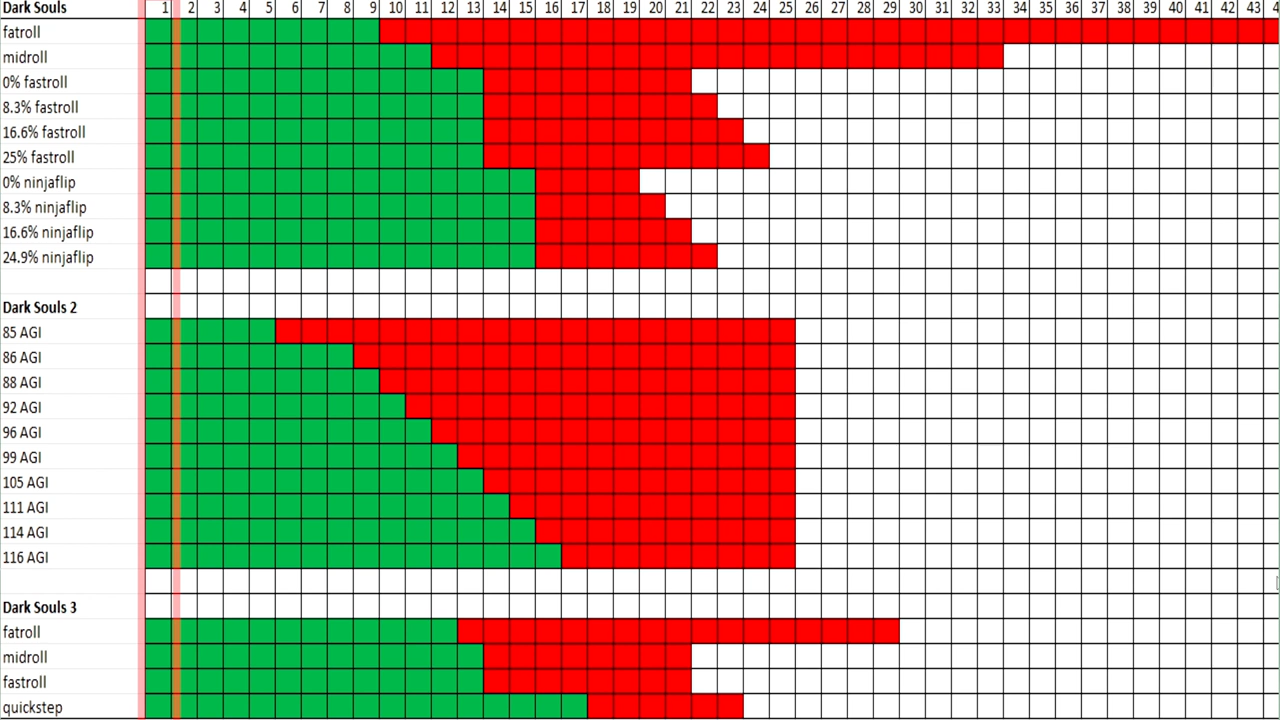 Dark Souls 1 2 3 4 5 6 7 8 9 10 11 12 13 14 15 16 17 18 19 20 21 22 23 24 25 26 27 28 29 30 31 32 33 34 35 36 37 38 39 40 41 42 43 4
fatroll
midroll
0% fastroll
8.3% fastroll
16.6% fastroll
25% fastroll
0% ninjaflip
8.3% ninjaflip
16.6% ninjaflip
24.9% ninjaflip
Dark Souls 2
85 AGI
86 AGI
88 AGI
92 AGI
96 AGI
99 AGI
105 AGI
111 AGI
114 AGI
116 AGI
Dark Souls 3
fatroll
midroll
fastroll
quickstep